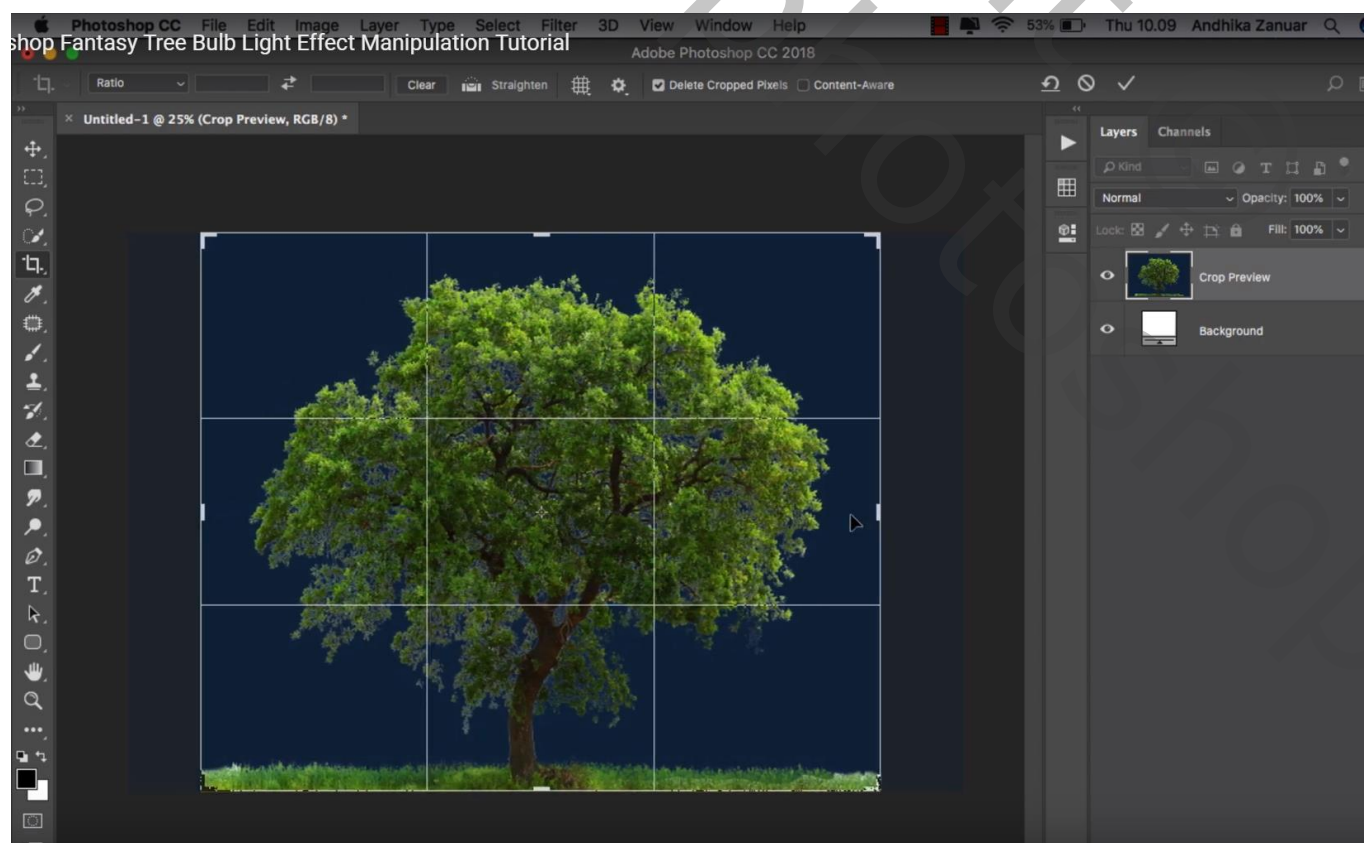 Photoshop CC File Edit Image Layer Type Select Filter 3D View Window Help 53% Thu 10.09 Andhika Zanuar
shop Fantasy Tree Bulb Light Effect Manipulation Tutorial
Adobe Photoshop CC 2018
Ratio Clear Straighten Delete Cropped Pixels Content-Aware
Untitled-1 @ 25% (Crop Preview, RGB/8) *
Layers Channels
Kind
Normal Opacity: 100%
Lock: Fill: 100%
Crop Preview
Background